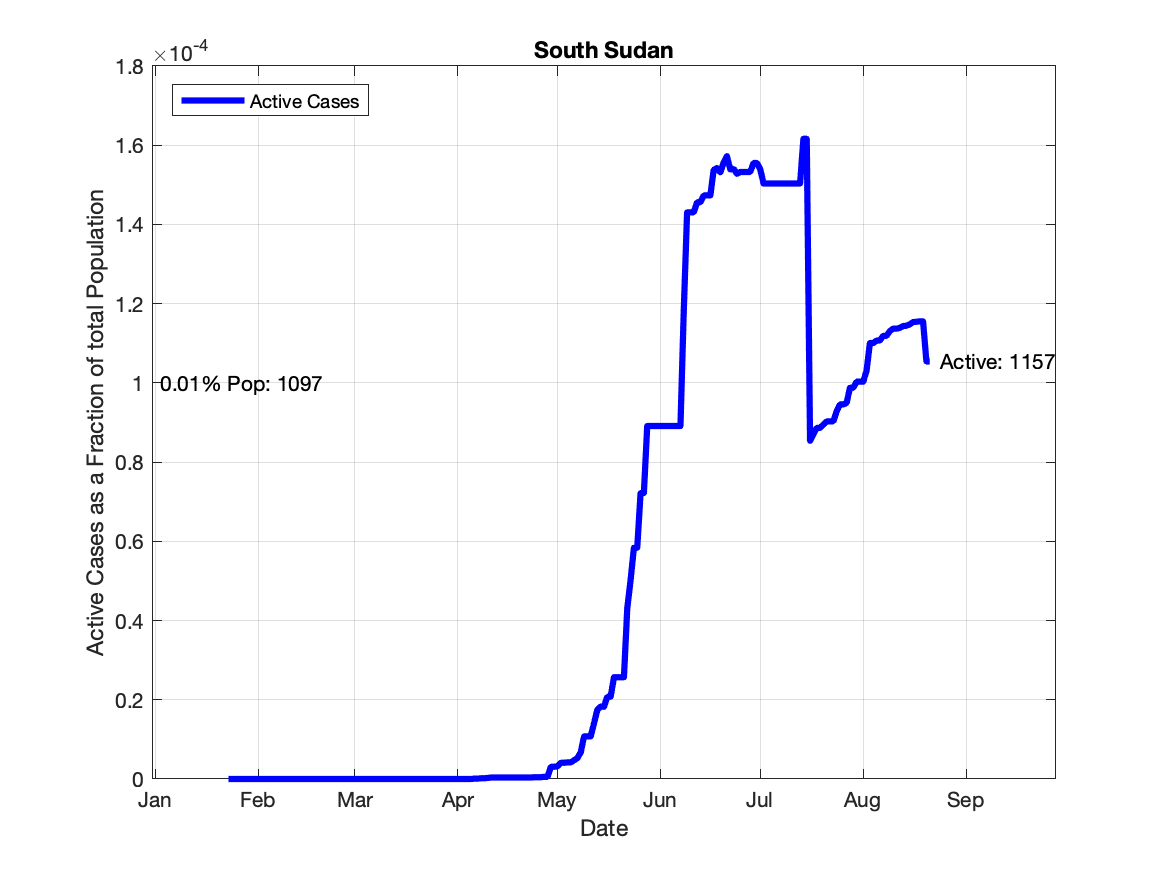 South Sudan
×10-4
Active Cases
Active Cases as a Fraction of total Population
1.8
1.6
1.4
1.2
1
0.8
0.6
0.4
0.2
0
0.01% Pop: 1097
Active: 1157
Jan Feb Mar Apr May Jun Jul Aug Sep
Date